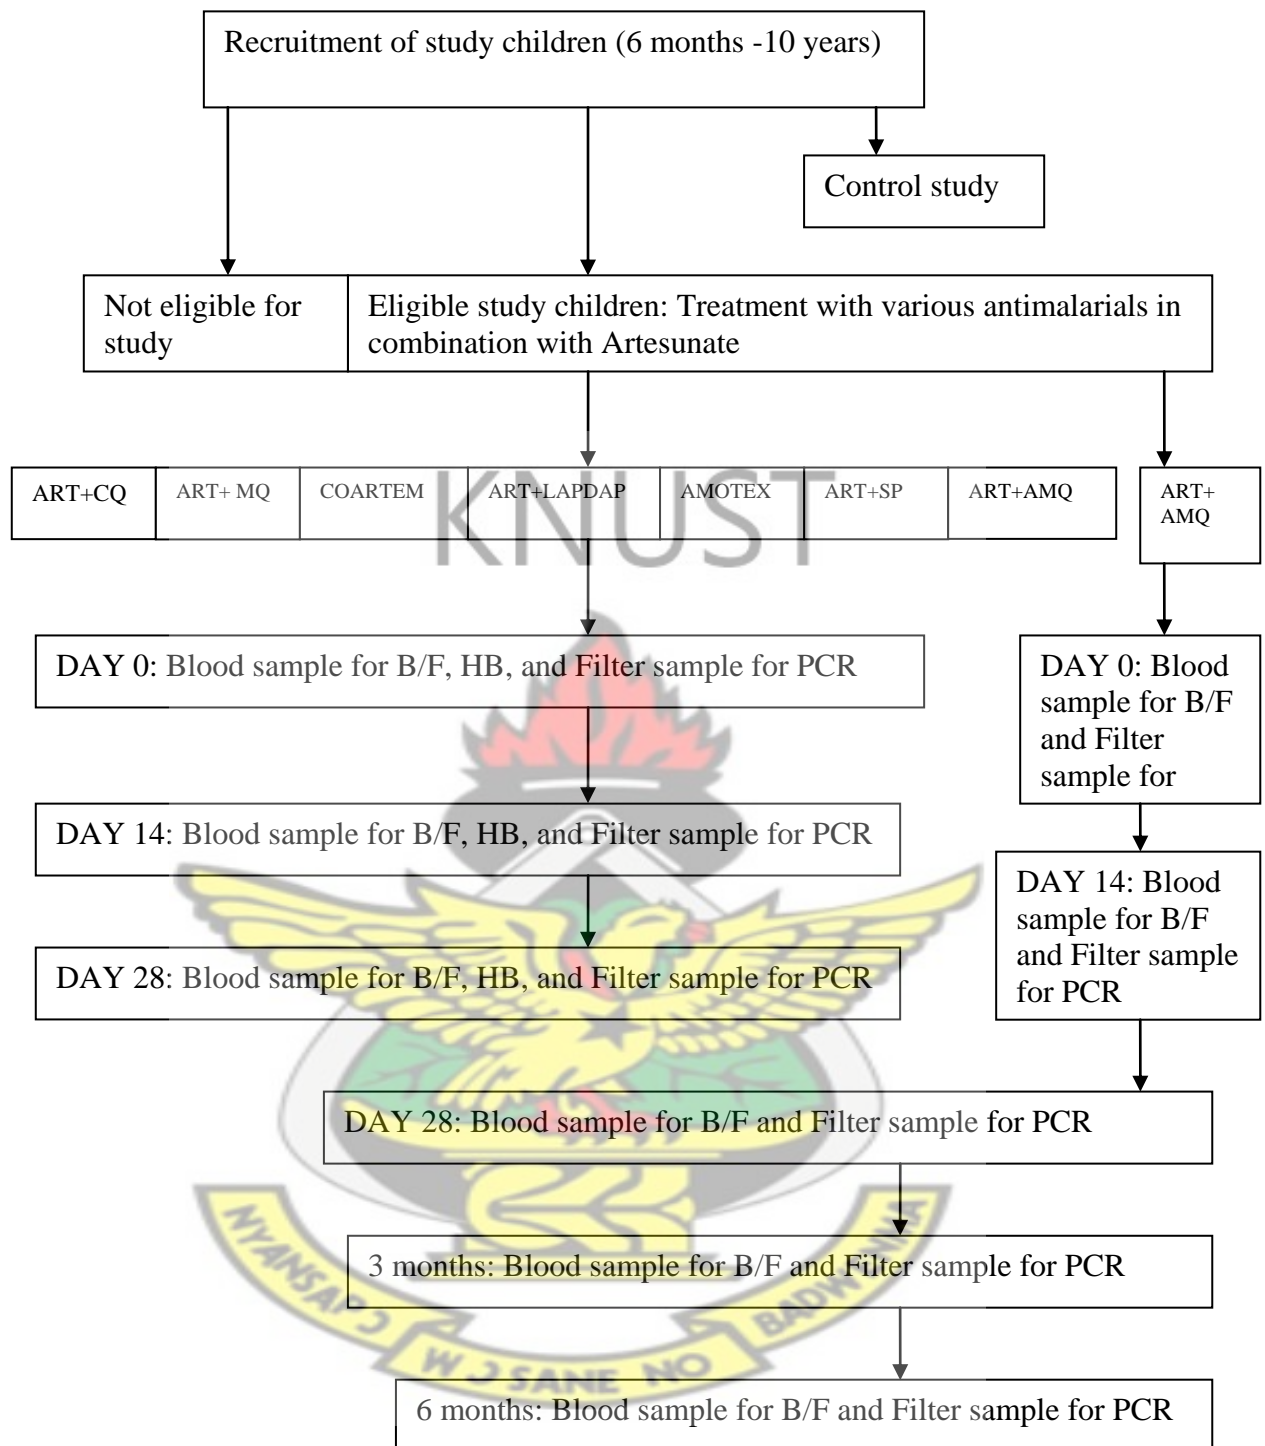 Recruitment of study children (6 months -10 years)
Control study
Not eligible for
study
Eligible study children: Treatment with various antimalarials in
combination with Artesunate
ART+CQ
ART+ MQ
COARTEM
ART+LAPDAP
AMOTEX
ART+SP
ART+AMQ
ART+
AMQ
KNUST
DAY 0: Blood sample for B/F, HB, and Filter sample for PCR
DAY 0: Blood
sample for B/F
and Filter
sample for
DAY 14: Blood sample for B/F, HB, and Filter sample for PCR
DAY 14: Blood
sample for B/F
and Filter sample
for PCR
DAY 28: Blood sample for B/F, HB, and Filter sample for PCR
DAY 28: Blood sample for B/F and Filter sample for PCR
3 months: Blood sample for B/F and Filter sample for PCR
6 months: Blood sample for B/F and Filter sample for PCR
NYANSAPƆ
W Ɔ SANE NO
BADWENMA